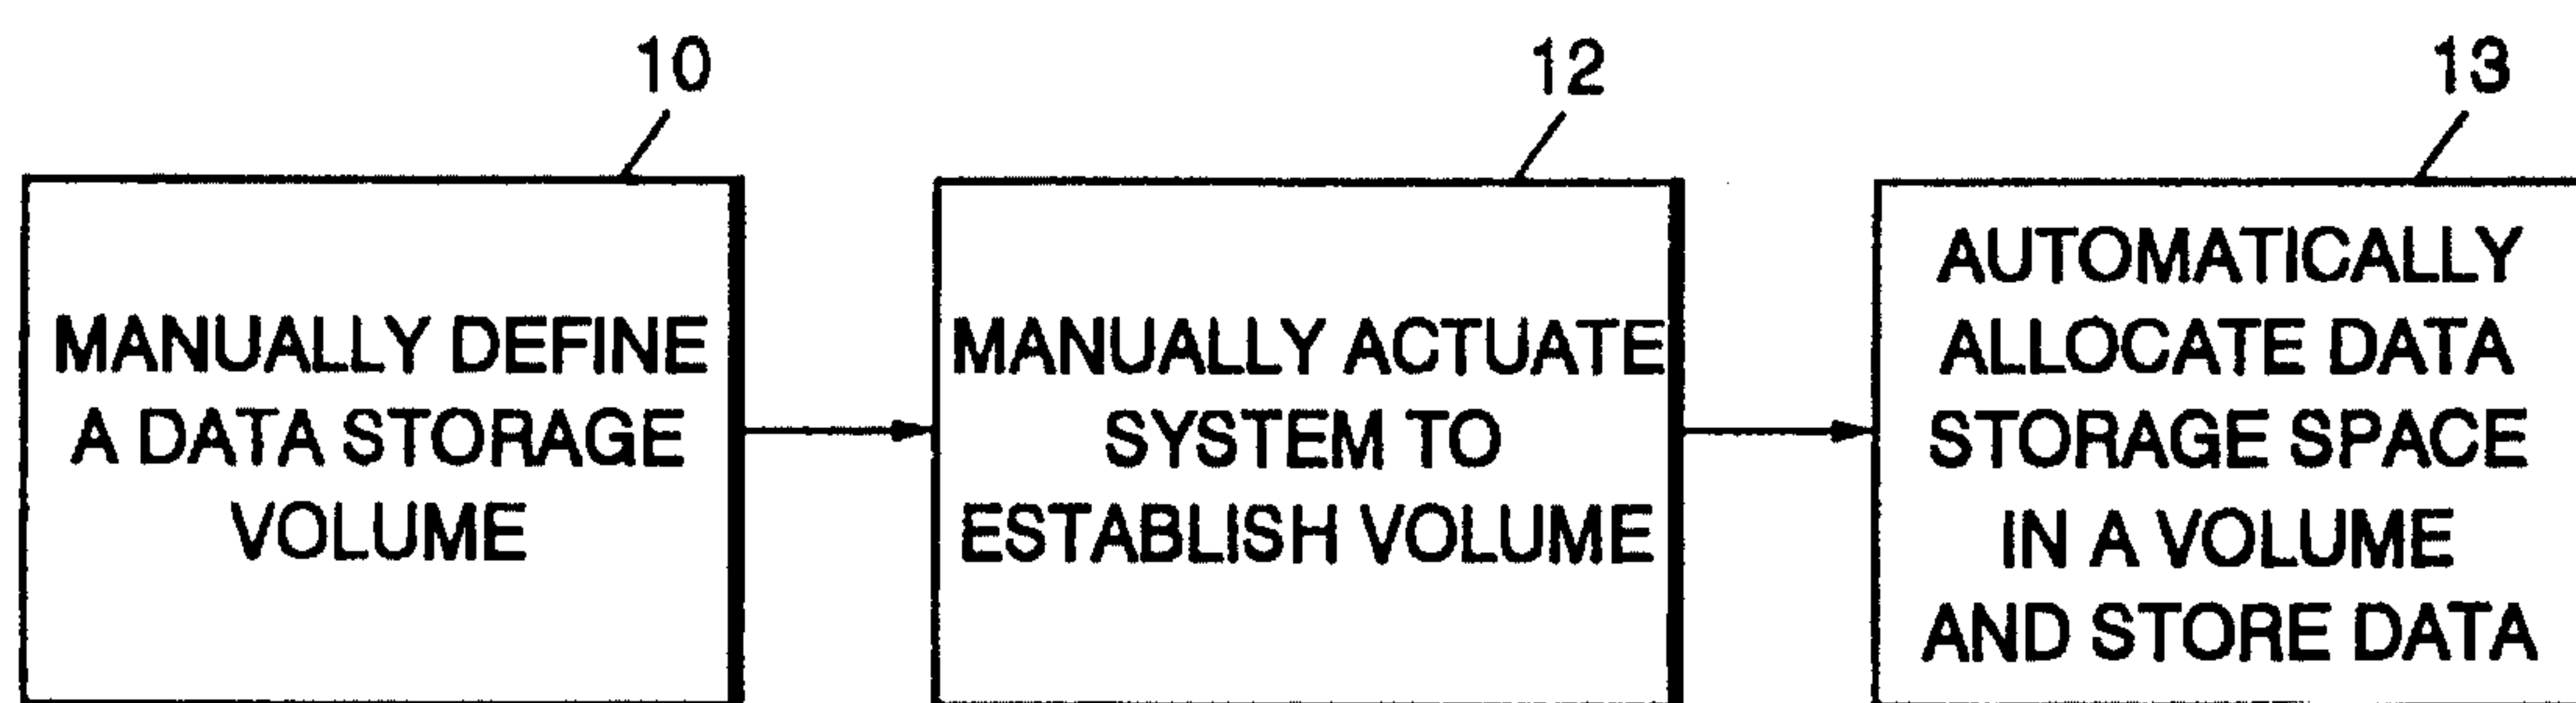 10
MANUALLY DEFINE
A DATA STORAGE
VOLUME
12
MANUALLY ACTUATE
SYSTEM TO
ESTABLISH VOLUME
13
AUTOMATICALLY
ALLOCATE DATA
STORAGE SPACE
IN A VOLUME
AND STORE DATA